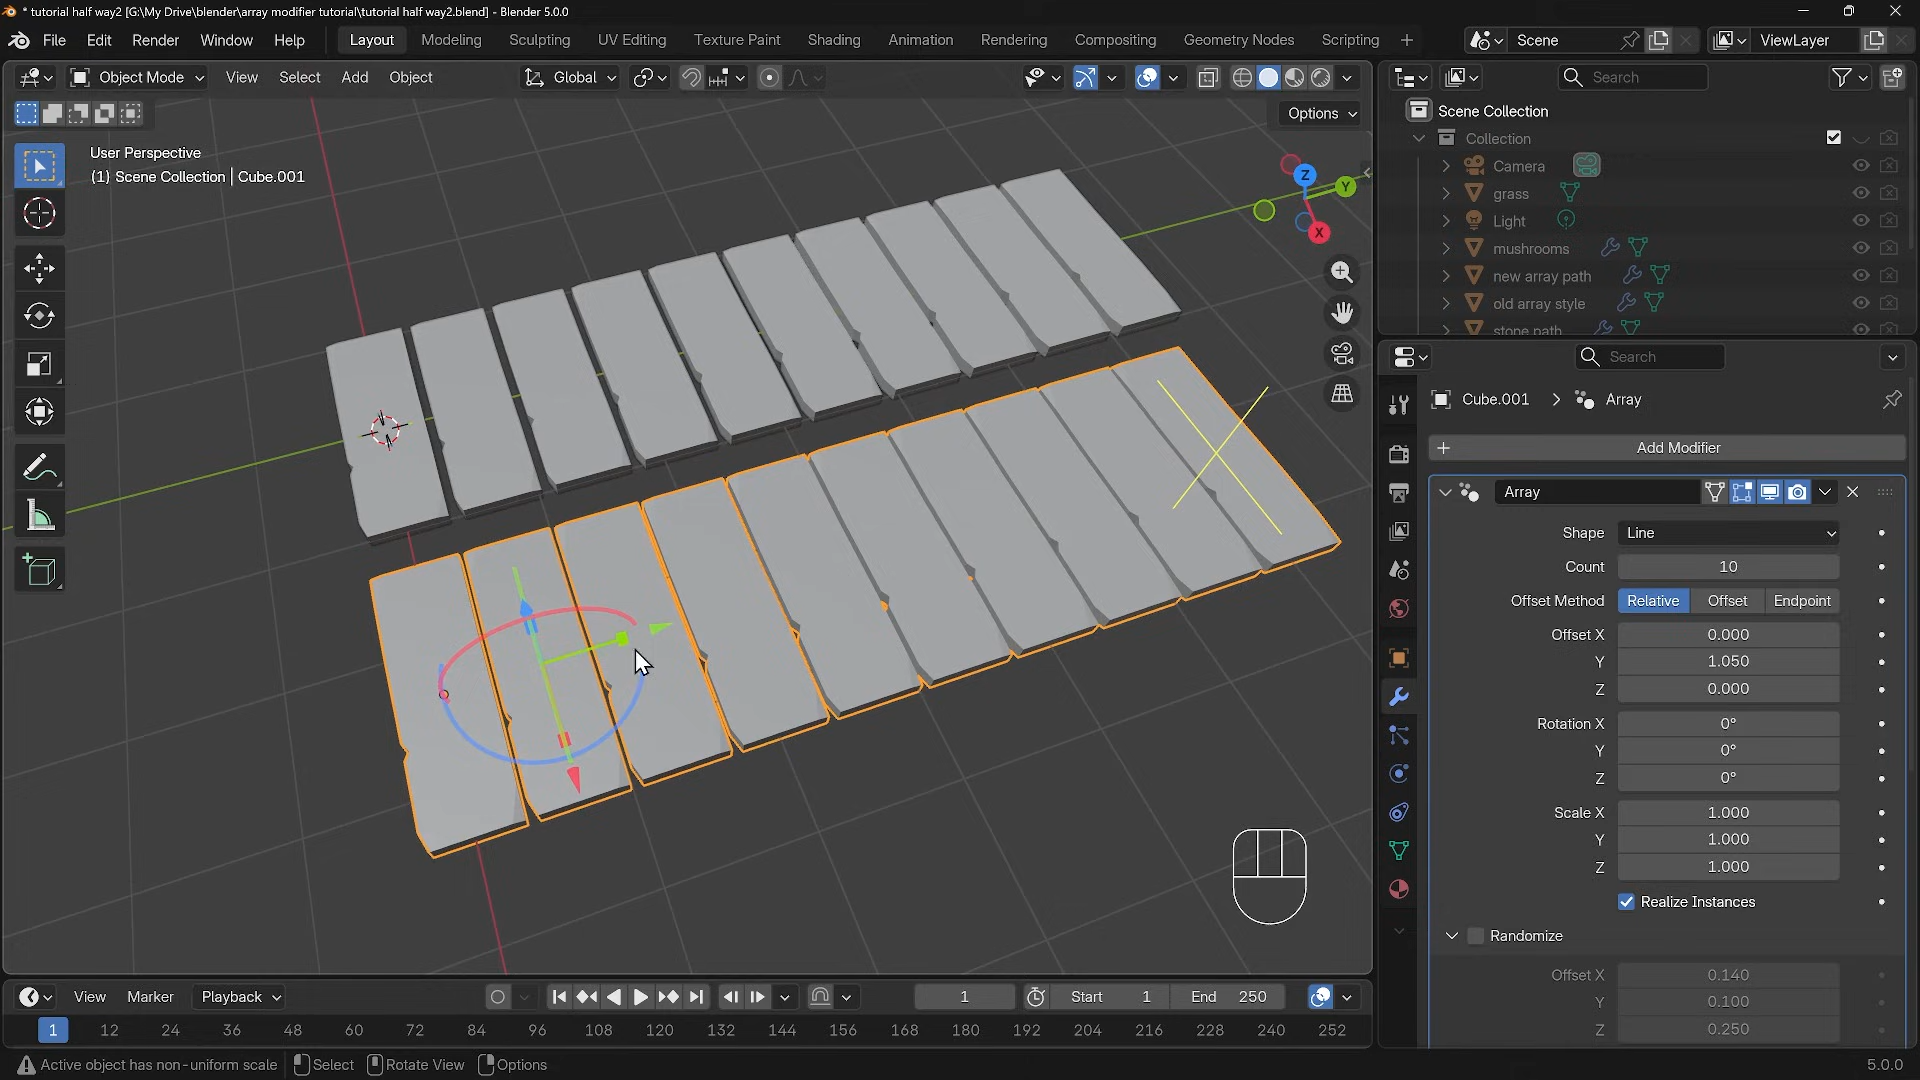 * tutorial half way2 [G:\My Drive\blender\array modifier tutorial\tutorial half way2.blend] - Blender 5.0.0
File Edit Render Window Help Layout Modeling Sculpting UV Editing Texture Paint Shading Animation Rendering Compositing Geometry Nodes Scripting + Scene ViewLayer
Object Mode View Select Add Object Global
Options
User Perspective
(1) Scene Collection | Cube.001
Z
Y
X
Search
Scene Collection
Collection
Camera
grass
Light
mushrooms
new array path
old array style
stone path
Search
Cube.001 > Array
+ Add Modifier
Array
Shape Line
Count 10
Offset Method Relative Offset Endpoint
Offset X 0.000
Y 1.050
Z 0.000
Rotation X 0°
Y 0°
Z 0°
Scale X 1.000
Y 1.000
Z 1.000
Realize Instances
Randomize
Offset X 0.140
Y 0.100
Z 0.250
View Marker Playback 1 Start 1 End 250
1 12 24 36 48 60 72 84 96 108 120 132 144 156 168 180 192 204 216 228 240 252
Active object has non-uniform scale Select Rotate View Options 5.0.0